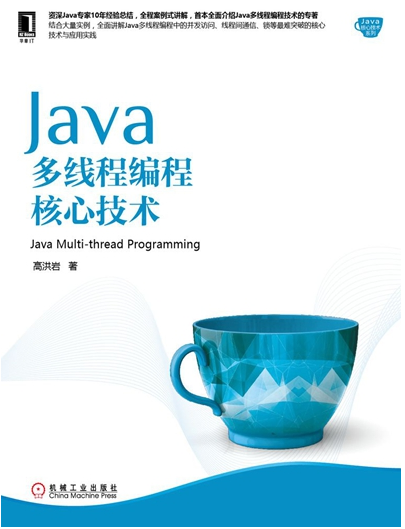 华章IT
资深Java专家10年经验总结，全程案例式讲解，首本全面介绍Java多线程编程技术的专著
结合大量实例，全面讲解Java多线程编程中的并发访问、线程间通信、锁等最难突破的核心
技术与应用实践
Java
核心技术
系列
Java
多线程编程
核心技术
Java Multi-thread Programming
高洪岩 著
机械工业出版社
China Machine Press